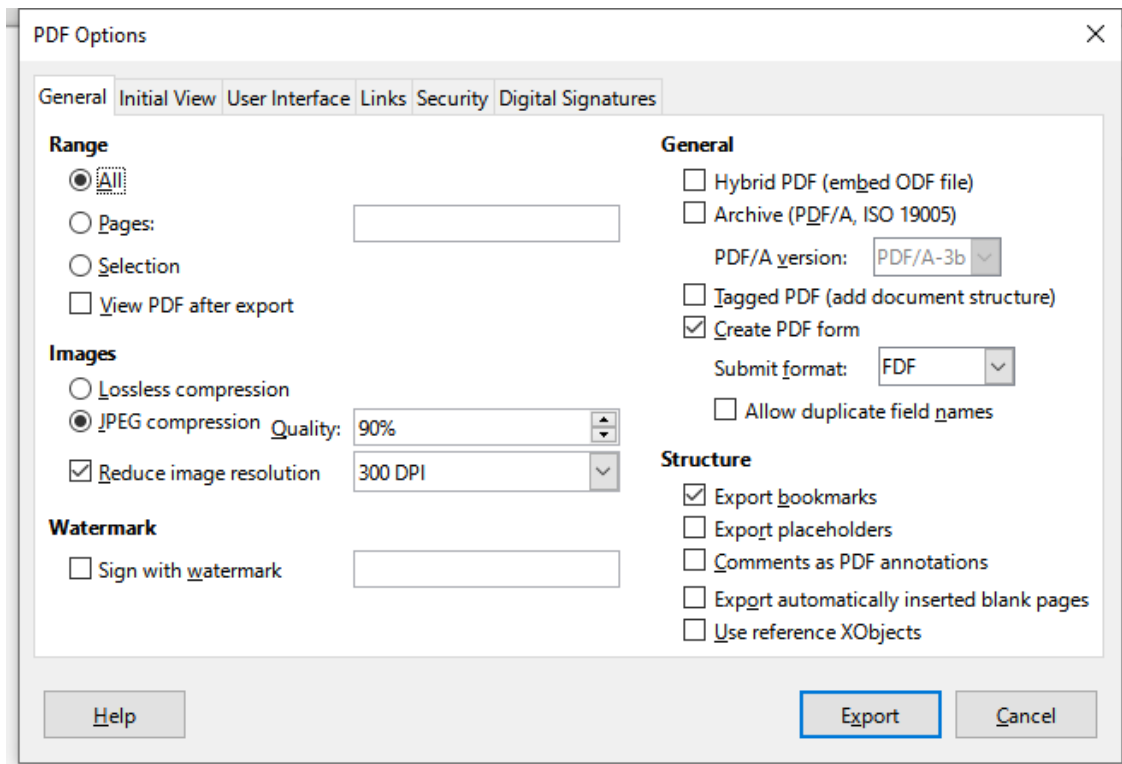 PDF Options
General Initial View User Interface Links Security Digital Signatures
Range
All
Pages:
Selection
View PDF after export
Images
Lossless compression
JPEG compression Quality: 90%
Reduce image resolution 300 DPI
Watermark
Sign with watermark
General
Hybrid PDF (embed ODF file)
Archive (PDF/A, ISO 19005)
PDF/A version: PDF/A-3b
Tagged PDF (add document structure)
Create PDF form
Submit format: FDF
Allow duplicate field names
Structure
Export bookmarks
Export placeholders
Comments as PDF annotations
Export automatically inserted blank pages
Use reference XObjects
Help Export Cancel